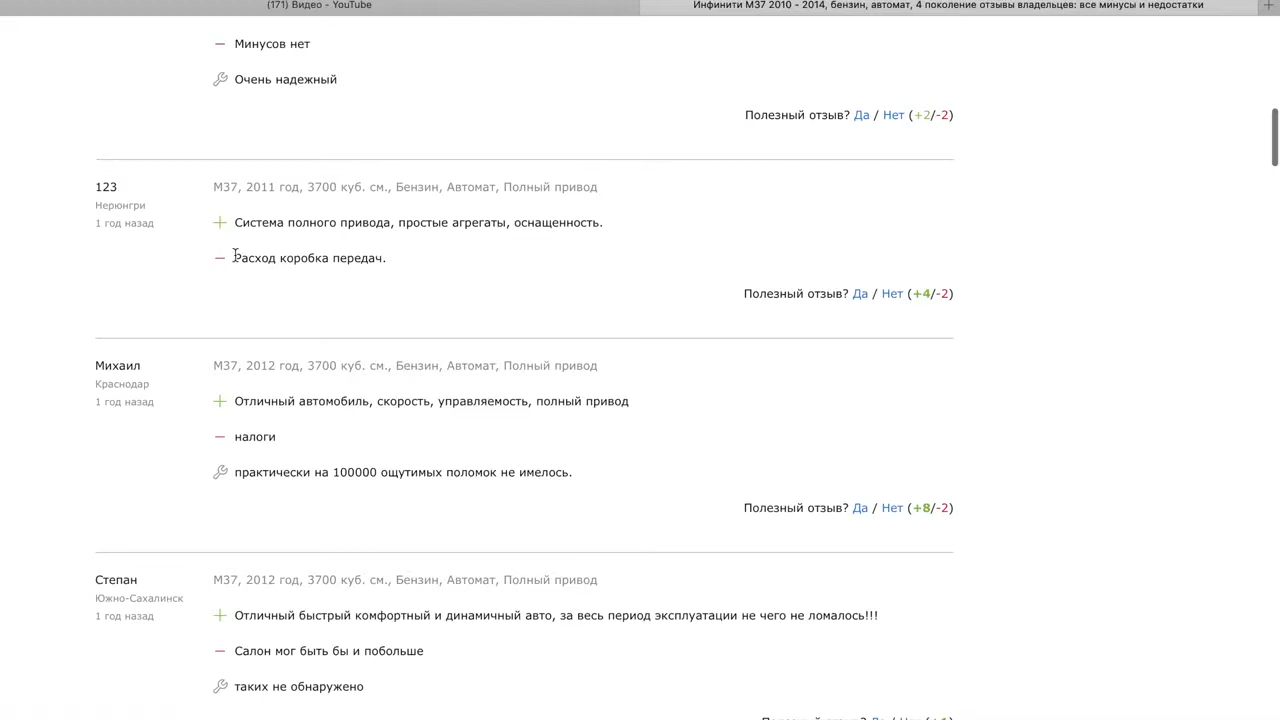 (171) Видео - YouTube
Инфинити М37 2010 - 2014, бензин, автомат, 4 поколение отзывы владельцев: все минусы и недостатки
Минусов нет
Очень надежный
Полезный отзыв? Да / Нет (+2/-2)
123
Нерюнгри
1 год назад
M37, 2011 год, 3700 куб. см., Бензин, Автомат, Полный привод
Система полного привода, простые агрегаты, оснащенность.
Расход коробка передач.
Полезный отзыв? Да / Нет (+4/-2)
Михаил
Краснодар
1 год назад
M37, 2012 год, 3700 куб. см., Бензин, Автомат, Полный привод
Отличный автомобиль, скорость, управляемость, полный привод
налоги
практически на 100000 ощутимых поломок не имелось.
Полезный отзыв? Да / Нет (+8/-2)
Степан
Южно-Сахалинск
1 год назад
M37, 2012 год, 3700 куб. см., Бензин, Автомат, Полный привод
Отличный быстрый комфортный и динамичный авто, за весь период эксплуатации не чего не ломалось!!!
Салон мог быть бы и побольше
таких не обнаружено